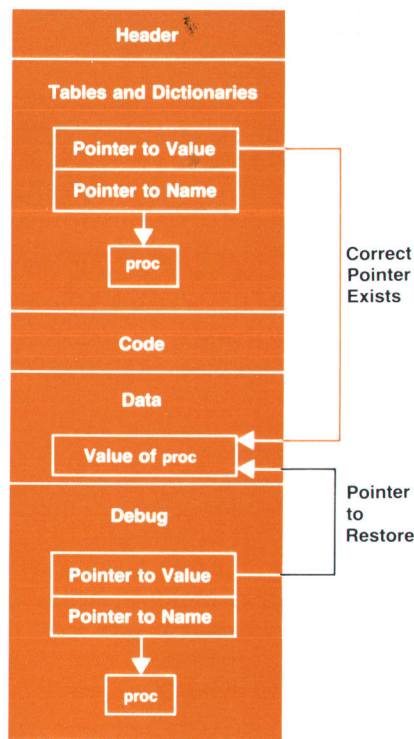 Header
Tables and Dictionaries
Pointer to Value
Pointer to Name
proc
Correct
Pointer
Exists
Code
Data
Value of proc
Pointer
to
Restore
Debug
Pointer to Value
Pointer to Name
proc